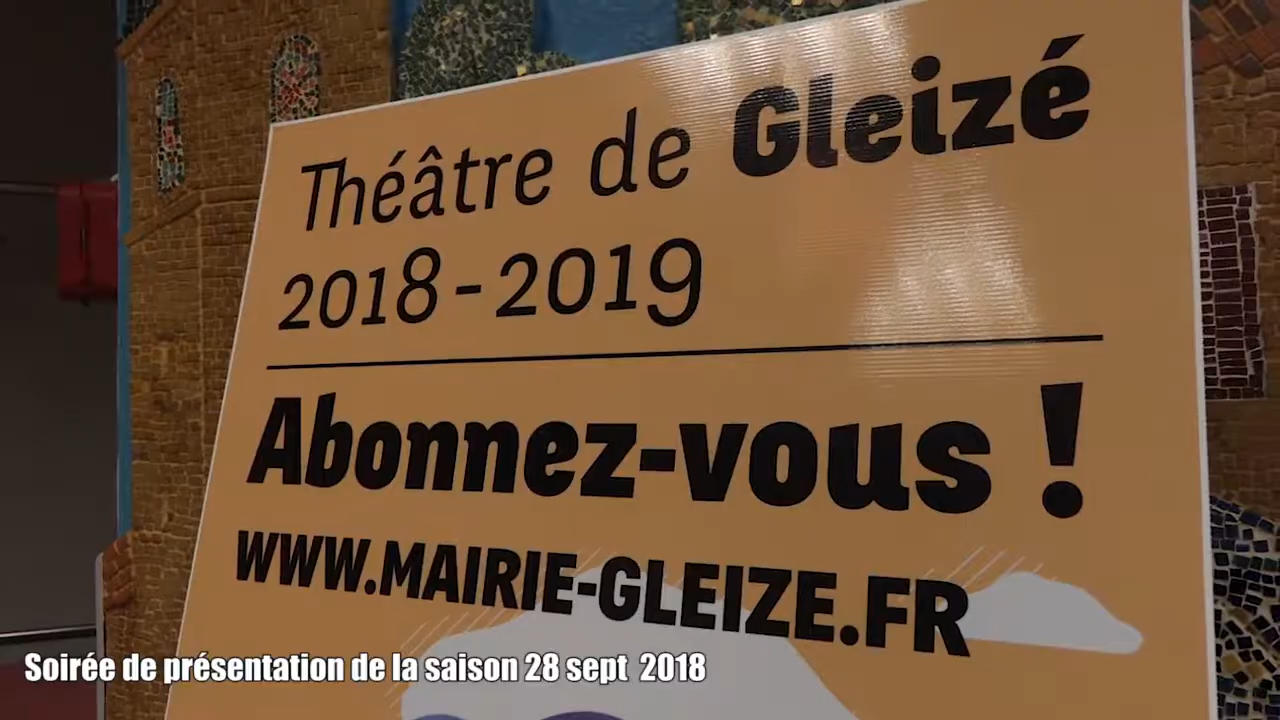 Théâtre de Gleizé
2018-2019
Abonnez-vous !
WWW.MAIRIE-GLEIZE.FR
Soirée de présentation de la saison 28 sept 2018